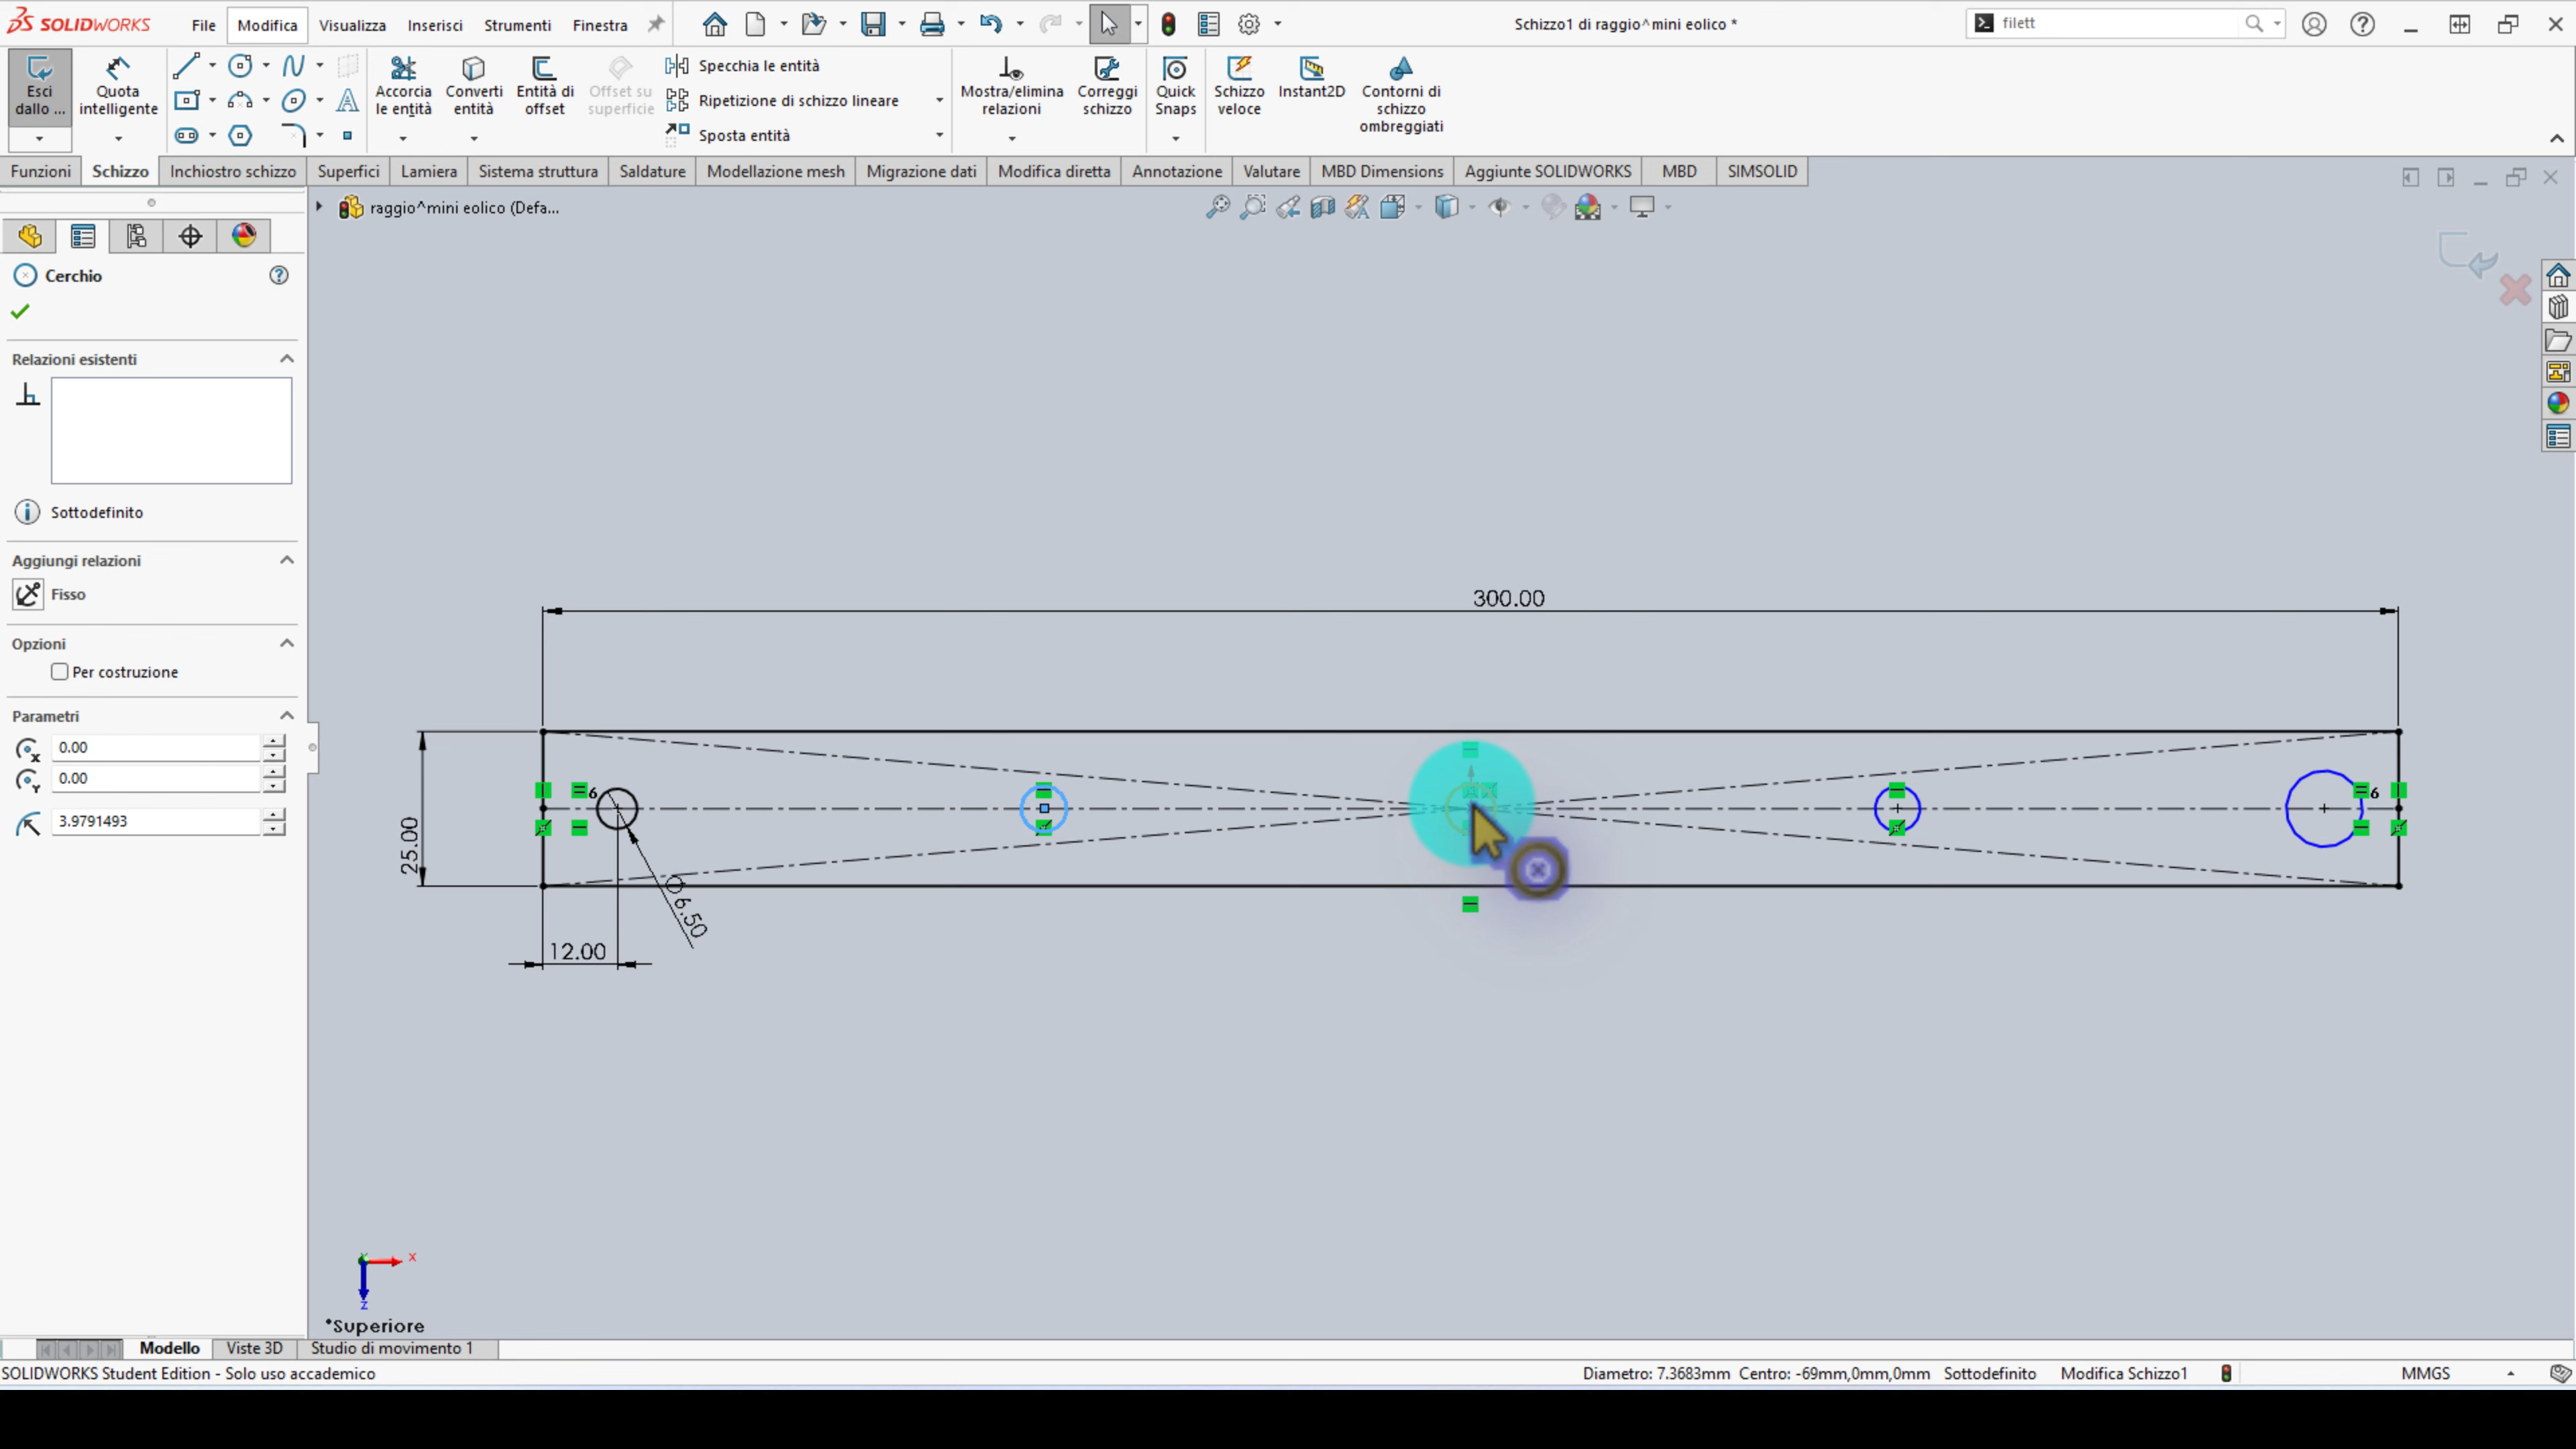 SOLIDWORKS File Modifica Visualizza Inserisci Strumenti Finestra Schizzo1 di raggio^mini eolico * filett
Esci dallo ...
Quota intelligente
Accorcia le entità
Converti entità
Entità di offset
Offset su superficie
Specchia le entità
Ripetizione di schizzo lineare
Sposta entità
Mostra/elimina relazioni
Correggi schizzo
Quick Snaps
Schizzo veloce
Instant2D
Contorni di schizzo ombreggiati
Funzioni Schizzo Inchiostro schizzo Superfici Lamiera Sistema struttura Saldature Modellazione mesh Migrazione dati Modifica diretta Annotazione Valutare MBD Dimensions Aggiunte SOLIDWORKS MBD SIMSOLID
raggio^mini eolico (Defa...
Cerchio
Relazioni esistenti
Sottodefinito
Aggiungi relazioni
Fisso
Opzioni
Per costruzione
Parametri
0.00
0.00
3.9791493
300.00
25.00
6
6
∅6.50
12.00
x
z
*Superiore
Modello Viste 3D Studio di movimento 1
SOLIDWORKS Student Edition - Solo uso accademico Diametro: 7.3683mm Centro: -69mm,0mm,0mm Sottodefinito Modifica Schizzo1 MMGS